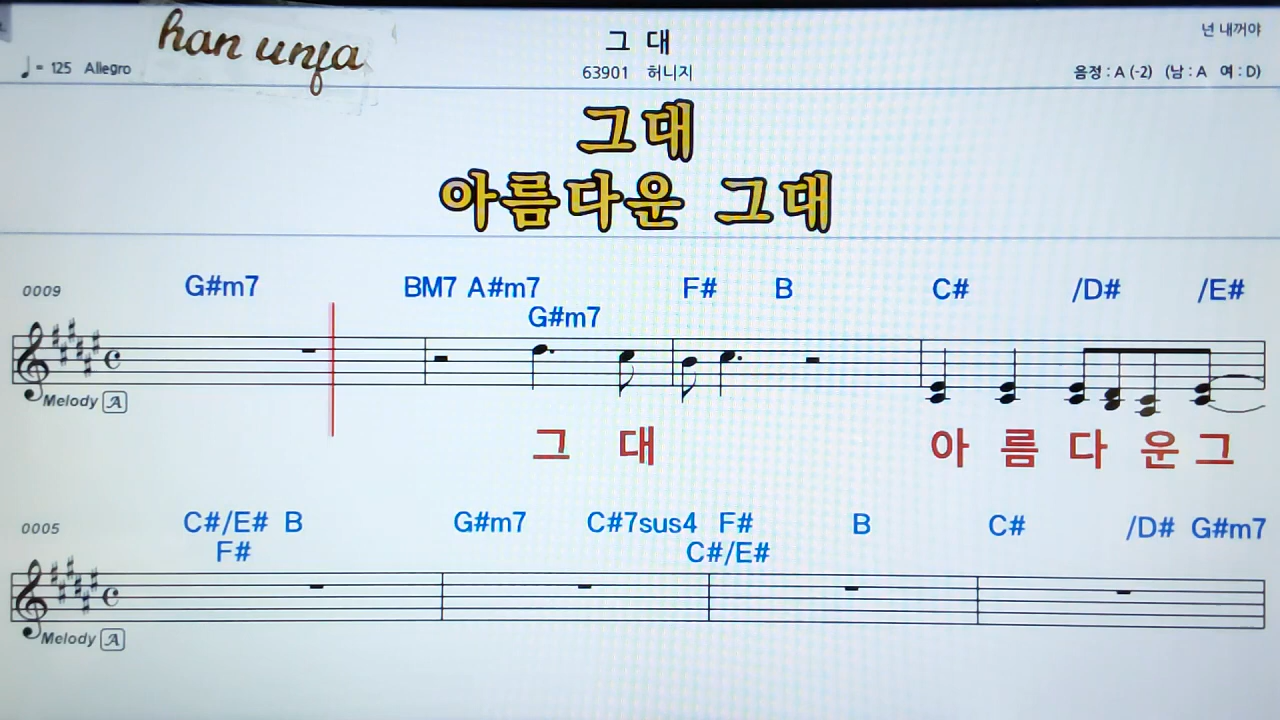 han unfa
그 대
넌 내꺼야
♩= 125 Allegro
63901 허니지
음정 : A (-2) (남 : A 여 : D)
그대
아름다운 그대
0009 G#m7 BM7 A#m7 F# B C# /D# /E#
G#m7
Melody A
그 대 아 름 다 운 그
0005 C#/E# B G#m7 C#7sus4 F# B C# /D# G#m7
F# C#/E#
Melody A